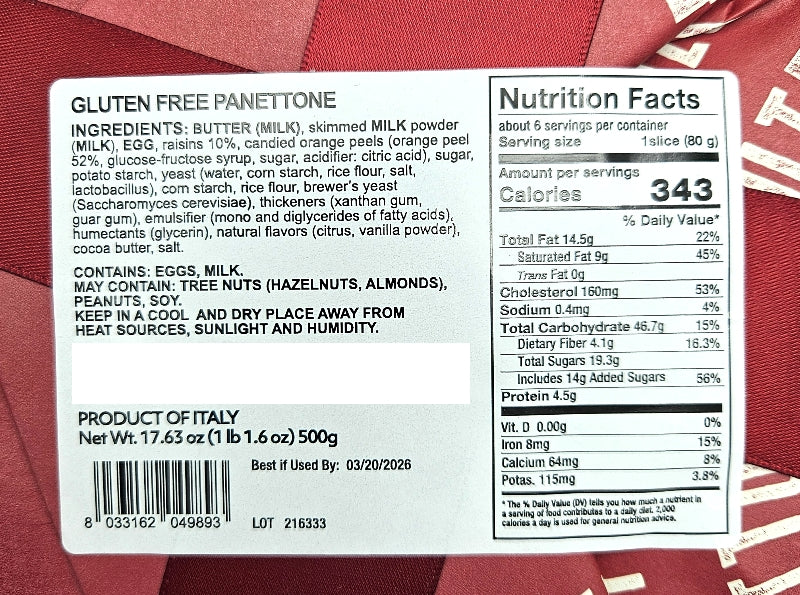 GLUTEN FREE PANETTONE
INGREDIENTS: BUTTER (MILK), skimmed MILK powder
(MILK), EGG, raisins 10%, candied orange peels (orange peel
52%, glucose-fructose syrup, sugar, acidifier: citric acid), sugar,
potato starch, yeast (water, corn starch, rice flour, salt,
lactobacillus), corn starch, rice flour, brewer's yeast
(Saccharomyces cerevisiae), thickeners (xanthan gum,
guar gum), emulsifier (mono and diglycerides of fatty acids),
humectants (glycerin), natural flavors (citrus, vanilla powder),
cocoa butter, salt.
CONTAINS: EGGS, MILK.
MAY CONTAIN: TREE NUTS (HAZELNUTS, ALMONDS),
PEANUTS, SOY.
KEEP IN A COOL AND DRY PLACE AWAY FROM
HEAT SOURCES, SUNLIGHT AND HUMIDITY.
PRODUCT OF ITALY
Net Wt. 17.63 oz (1 lb 1.6 oz) 500g
Best if Used By: 03/20/2026
8 033162 049893
LOT 216333
Nutrition Facts
about 6 servings per container
Serving size 1slice (80 g)
Amount per servings
Calories 343
% Daily Value*
Total Fat 14.5g 22%
Saturated Fat 9g 45%
Trans Fat 0g
Cholesterol 160mg 53%
Sodium 0.4mg 4%
Total Carbohydrate 46.7g 15%
Dietary Fiber 4.1g 16.3%
Total Sugars 19.3g
Includes 14g Added Sugars 56%
Protein 4.5g
Vit. D 0.00g 0%
Iron 8mg 15%
Calcium 64mg 8%
Potas. 115mg 3.8%
* The % Daily Value (DV) tells you how much a nutrient in
a serving of food contributes to a daily diet. 2,000
calories a day is used for general nutrition advice.